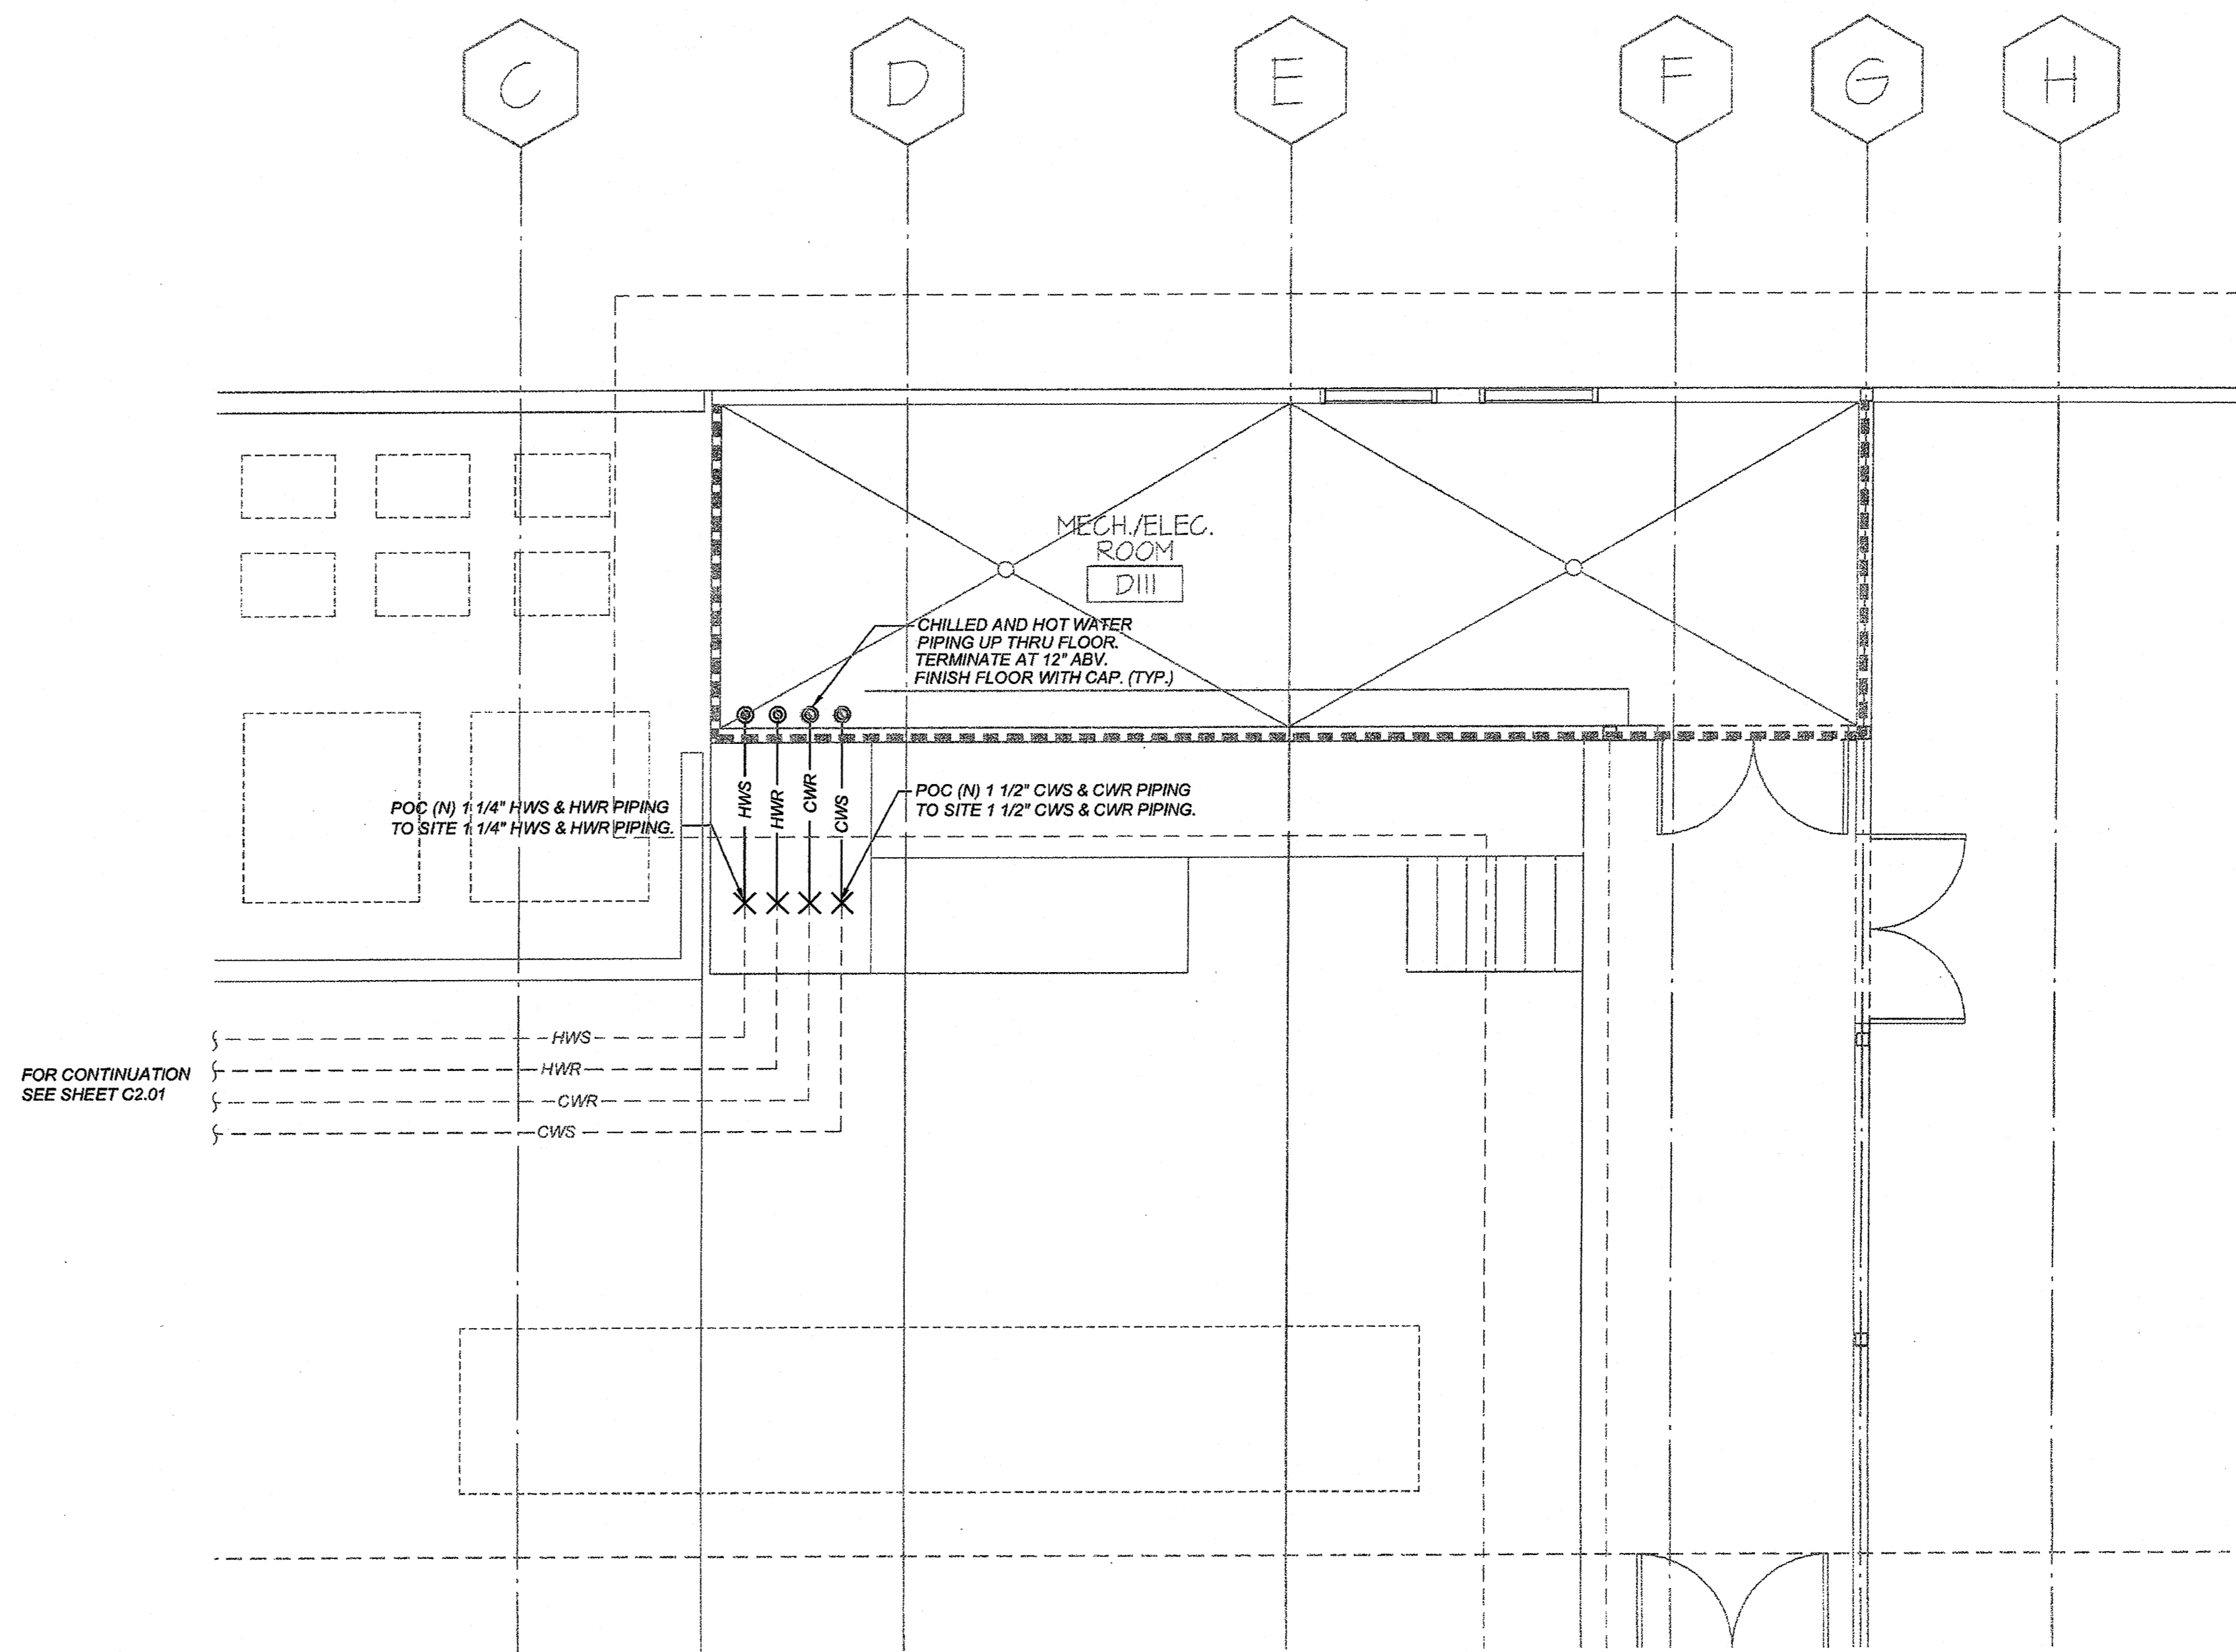 C
D
E
F
G
H
MECH./ELEC.
ROOM
D111
CHILLED AND HOT WATER
PIPING UP THRU FLOOR.
TERMINATE AT 12" ABV.
FINISH FLOOR WITH CAP. (TYP.)
HWS
HWR
CWR
CWS
POC (N) 1 1/4" HWS & HWR PIPING
TO SITE 1 1/4" HWS & HWR PIPING.
POC (N) 1 1/2" CWS & CWR PIPING
TO SITE 1 1/2" CWS & CWR PIPING.
HWS
HWR
CWR
CWS
FOR CONTINUATION
SEE SHEET C2.01